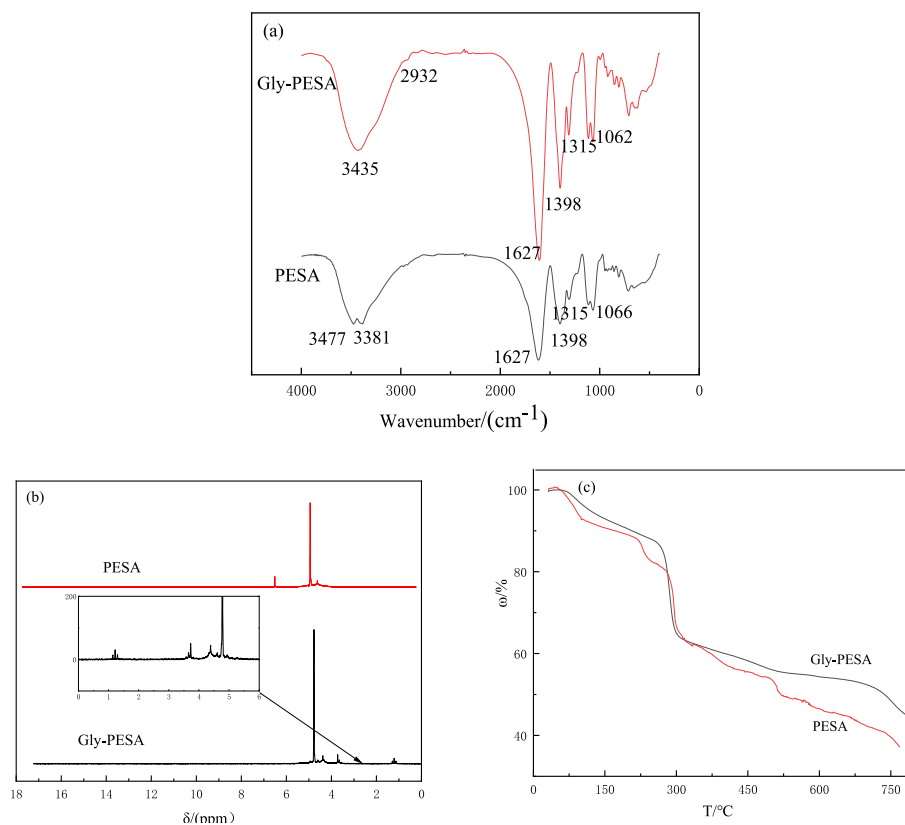 (a)
2932
Gly-PESA
3435
1315 1062
1398
1627
PESA
3477 3381
1315 1066
1398
1627
4000 3000 2000 1000 0
Wavenumber/(cm-1)
(b)
PESA
200
0
0 1 2 3 4 5 6
Gly-PESA
18 16 14 12 10 8 6 4 2 0
δ/(ppm)
(c)
100
80
60
40
ω/%
Gly-PESA
PESA
0 150 300 450 600 750
T/°C